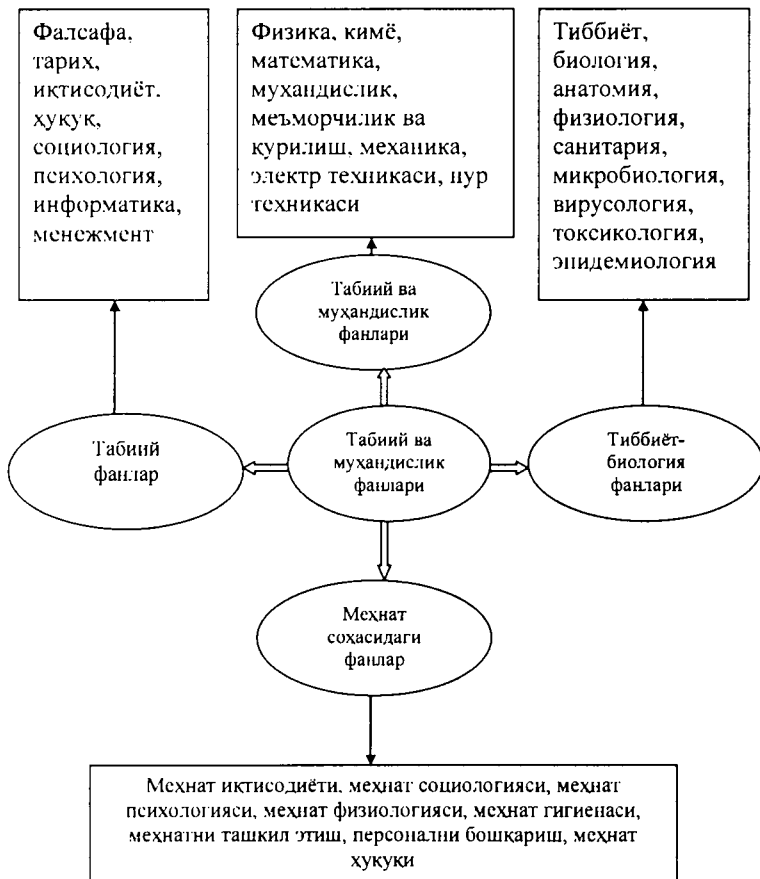 Фалсафа,
тарих,
иқтисодиёт,
ҳуқуқ,
социология,
психология,
информатика,
менежмент
Физика, кимё,
математика,
мухандислик,
меъморчилик ва
қурилиш, механика,
электр техникаси, нур
техникаси
Тиббиёт,
биология,
анатомия,
физиология,
санитария,
микробиология,
вирусология,
токсикология,
эпидемиология
Табиий ва
муҳандислик
фанлари
Табиий
фанлар
Табиий ва
муҳандислик
фанлари
Тиббиёт-
биология
фанлари
Меҳнат
соҳасидаги
фанлар
Меҳнат иқтисодиёти, меҳнат социологияси, меҳнат
психологияси, меҳнат физиологияси, меҳнат гигиенаси,
меҳнатни ташкил этиш, персонални бошқариш, меҳнат
ҳуқуқи